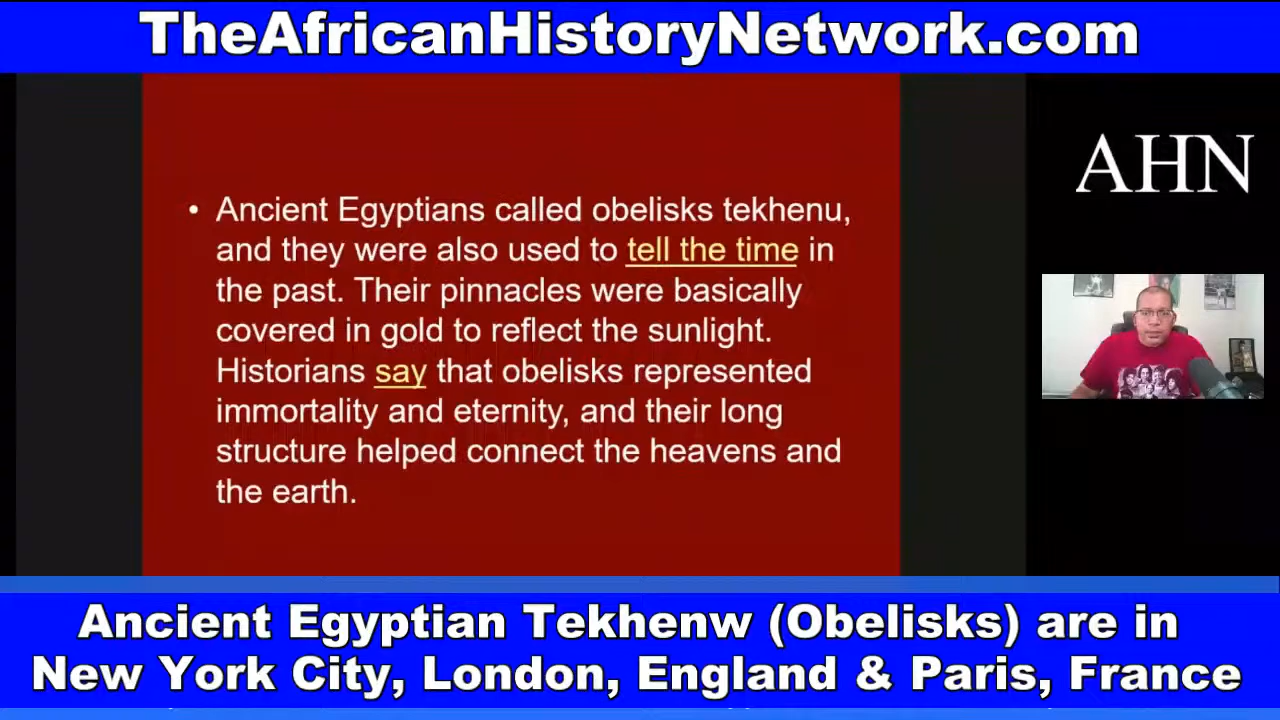 TheAfricanHistoryNetwork.com
AHN
• Ancient Egyptians called obelisks tekhenu,
and they were also used to tell the time in
the past. Their pinnacles were basically
covered in gold to reflect the sunlight.
Historians say that obelisks represented
immortality and eternity, and their long
structure helped connect the heavens and
the earth.
Ancient Egyptian Tekhenw (Obelisks) are in
New York City, London, England & Paris, France